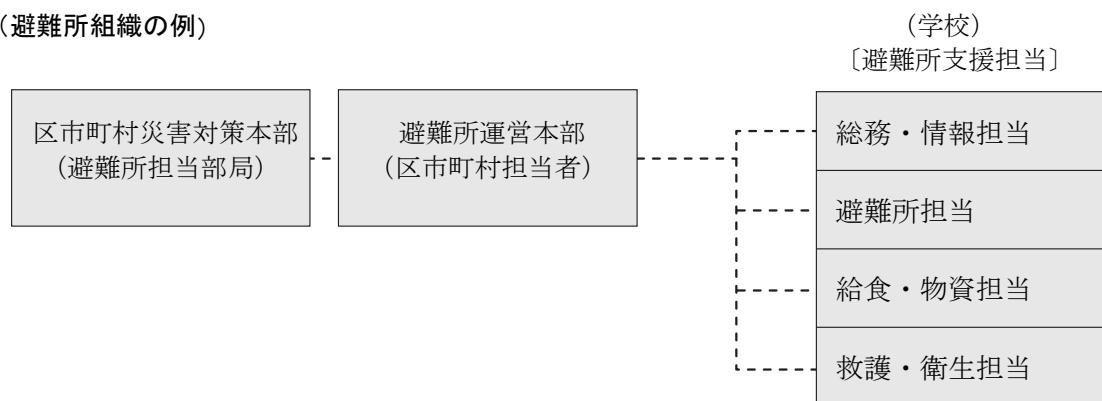 (避難所組織の例)
(学校)
〔避難所支援担当〕
区市町村災害対策本部
(避難所担当部局)
避難所運営本部
(区市町村担当者)
総務・情報担当
避難所担当
給食・物資担当
救護・衛生担当